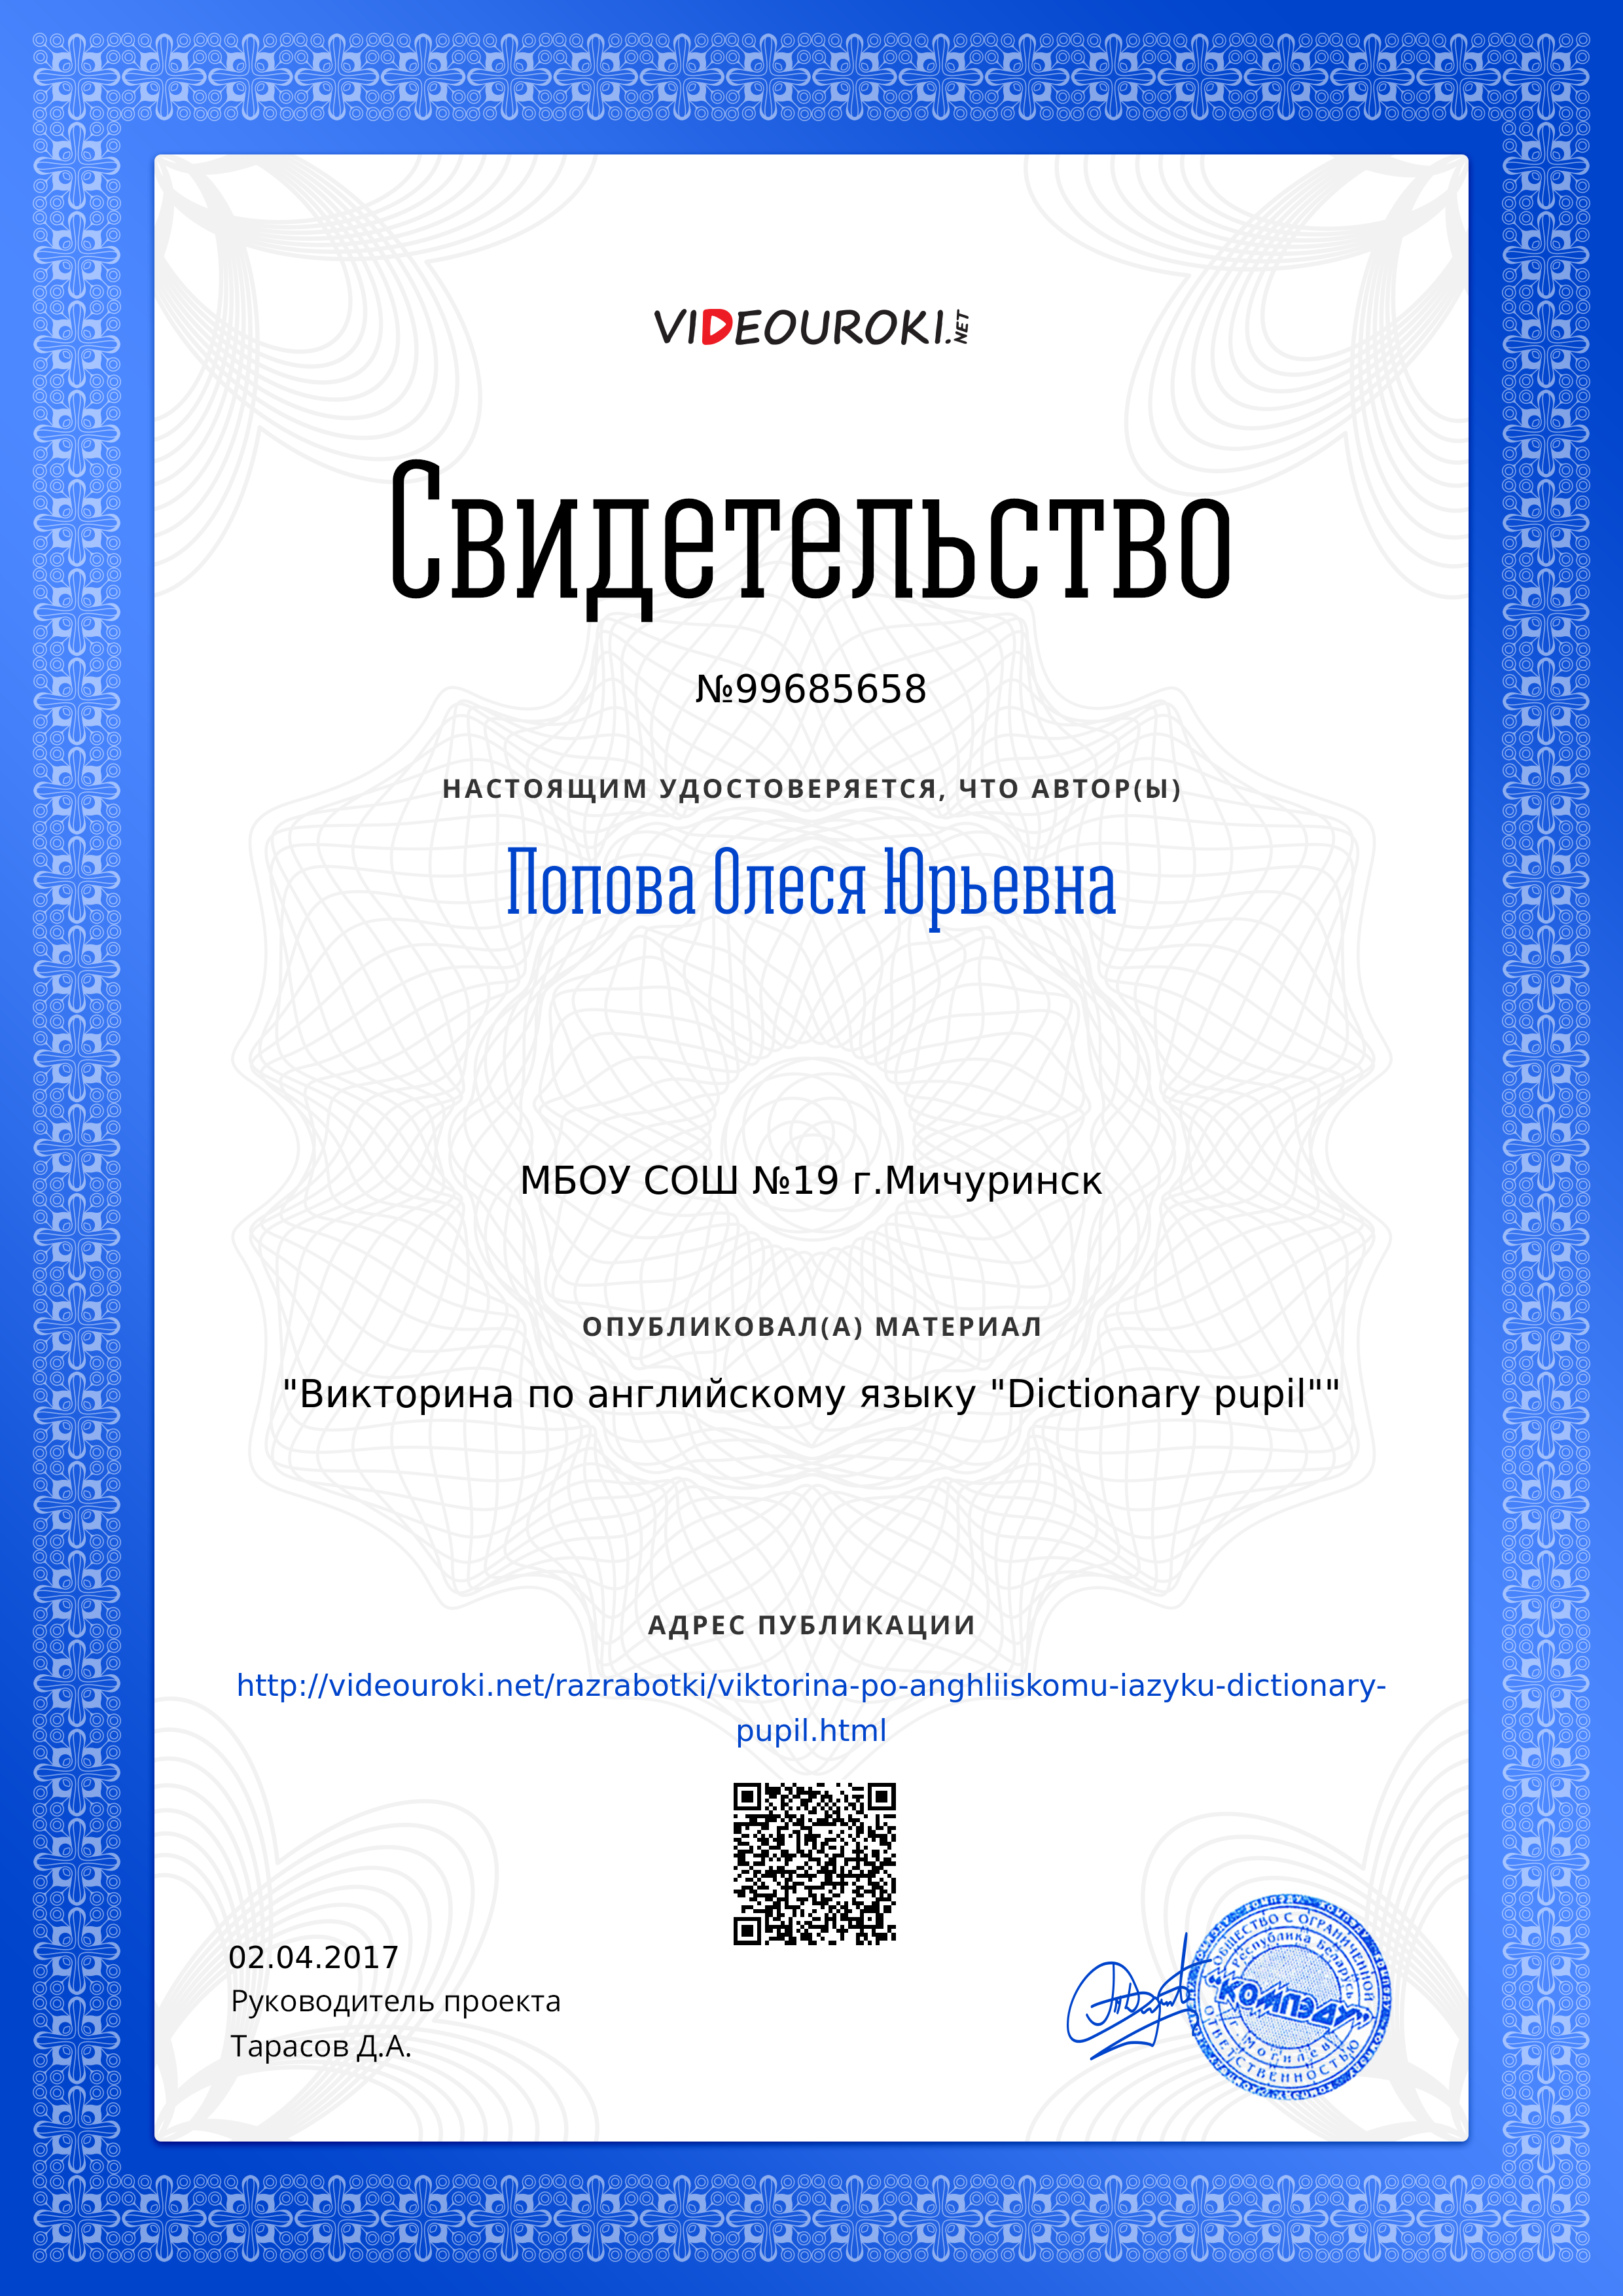 VIDEOUROKI.NET
Свидетельство
№99685658
НАСТОЯЩИМ УДОСТОВЕРЯЕТСЯ, ЧТО АВТОР(Ы)
Попова Олеся Юрьевна
МБОУ СОШ №19 г.Мичуринск
ОПУБЛИКОВАЛ(А) МАТЕРИАЛ
"Викторина по английскому языку "Dictionary pupil""
АДРЕС ПУБЛИКАЦИИ
http://videouroki.net/razrabotki/viktorina-po-anghliiskomu-iazyku-dictionary-
pupil.html
02.04.2017
Руководитель проекта
Тарасов Д.А.
ОБЩЕСТВО С ОГРАНИЧЕННОЙ
ОТВЕТСТВЕННОСТЬЮ
Республика Беларусь
"КОМПЭДУ"
г. Могилев